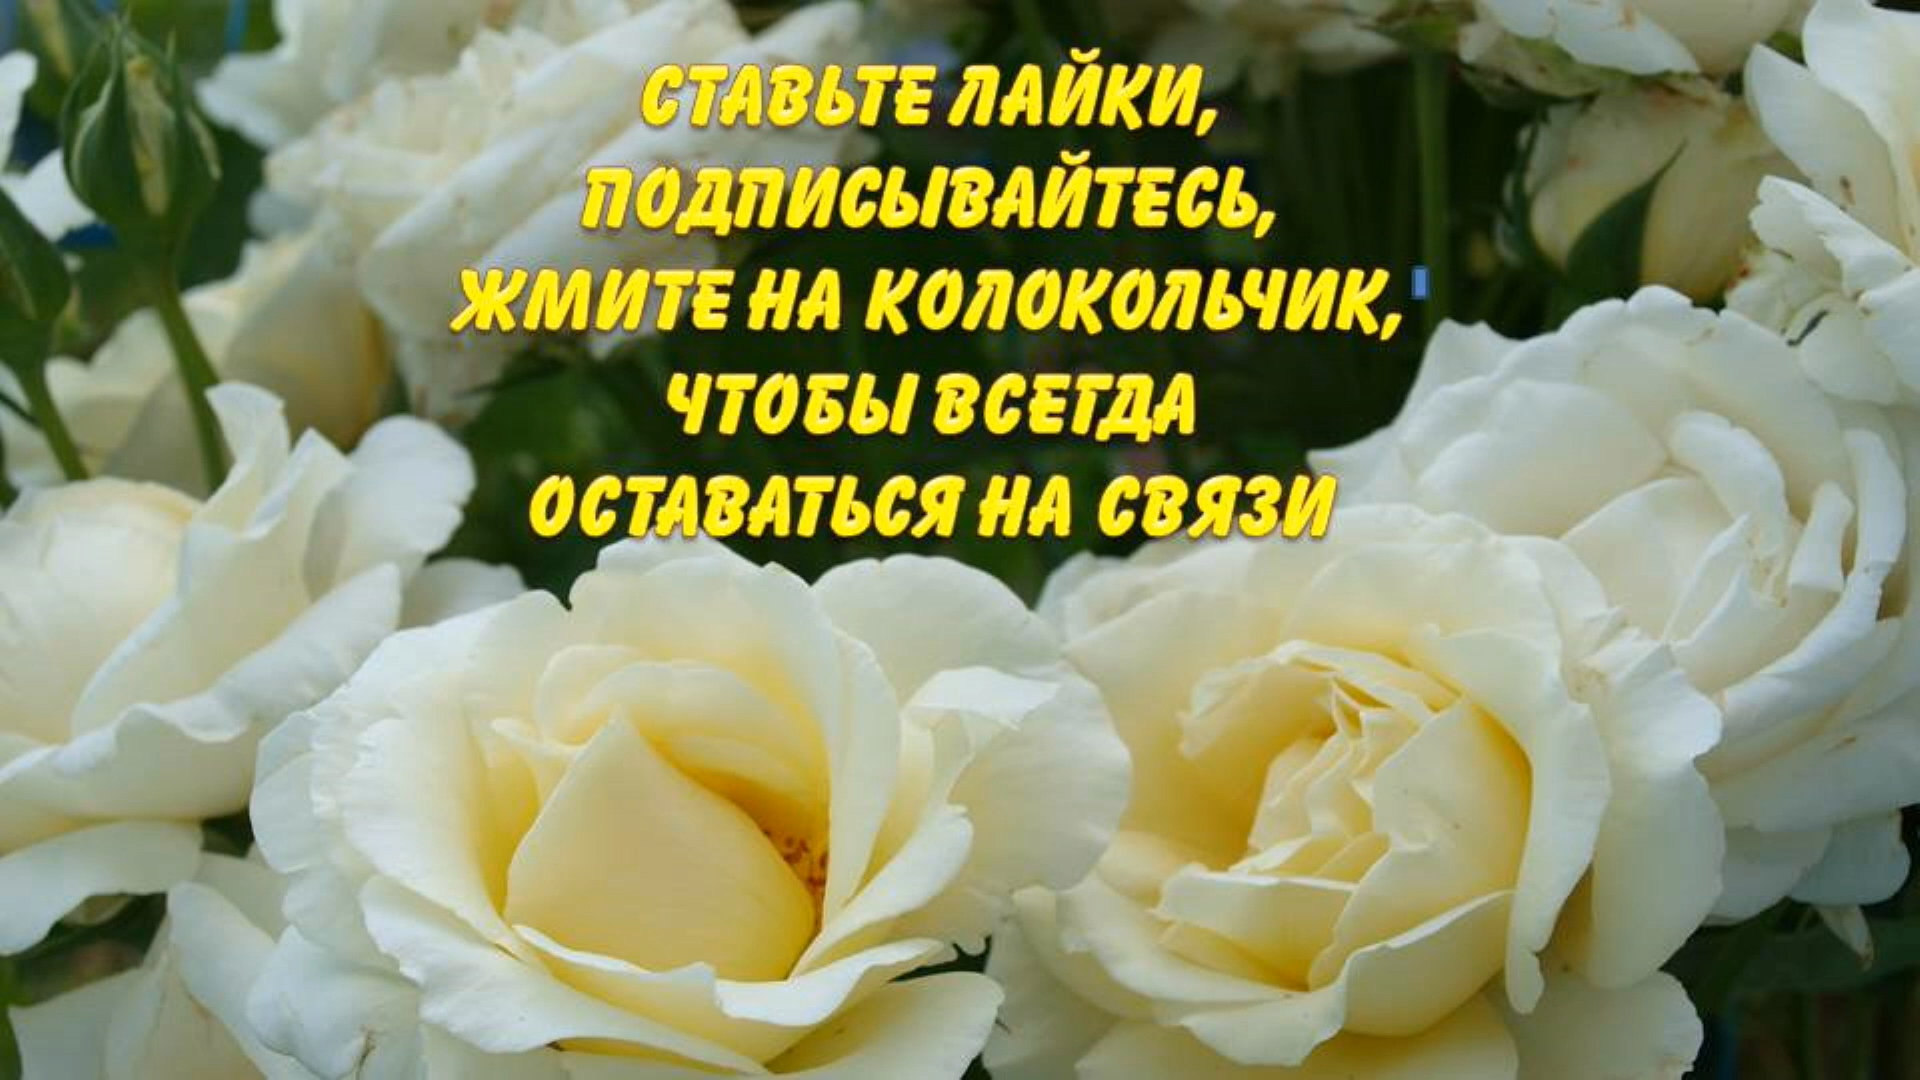 СТАВЬТЕ ЛАЙКИ,
ПОДПИСЫВАЙТЕСЬ,
ЖМИТЕ НА КОЛОКОЛЬЧИК,
ЧТОБЫ ВСЕГДА
ОСТАВАТЬСЯ НА СВЯЗИ